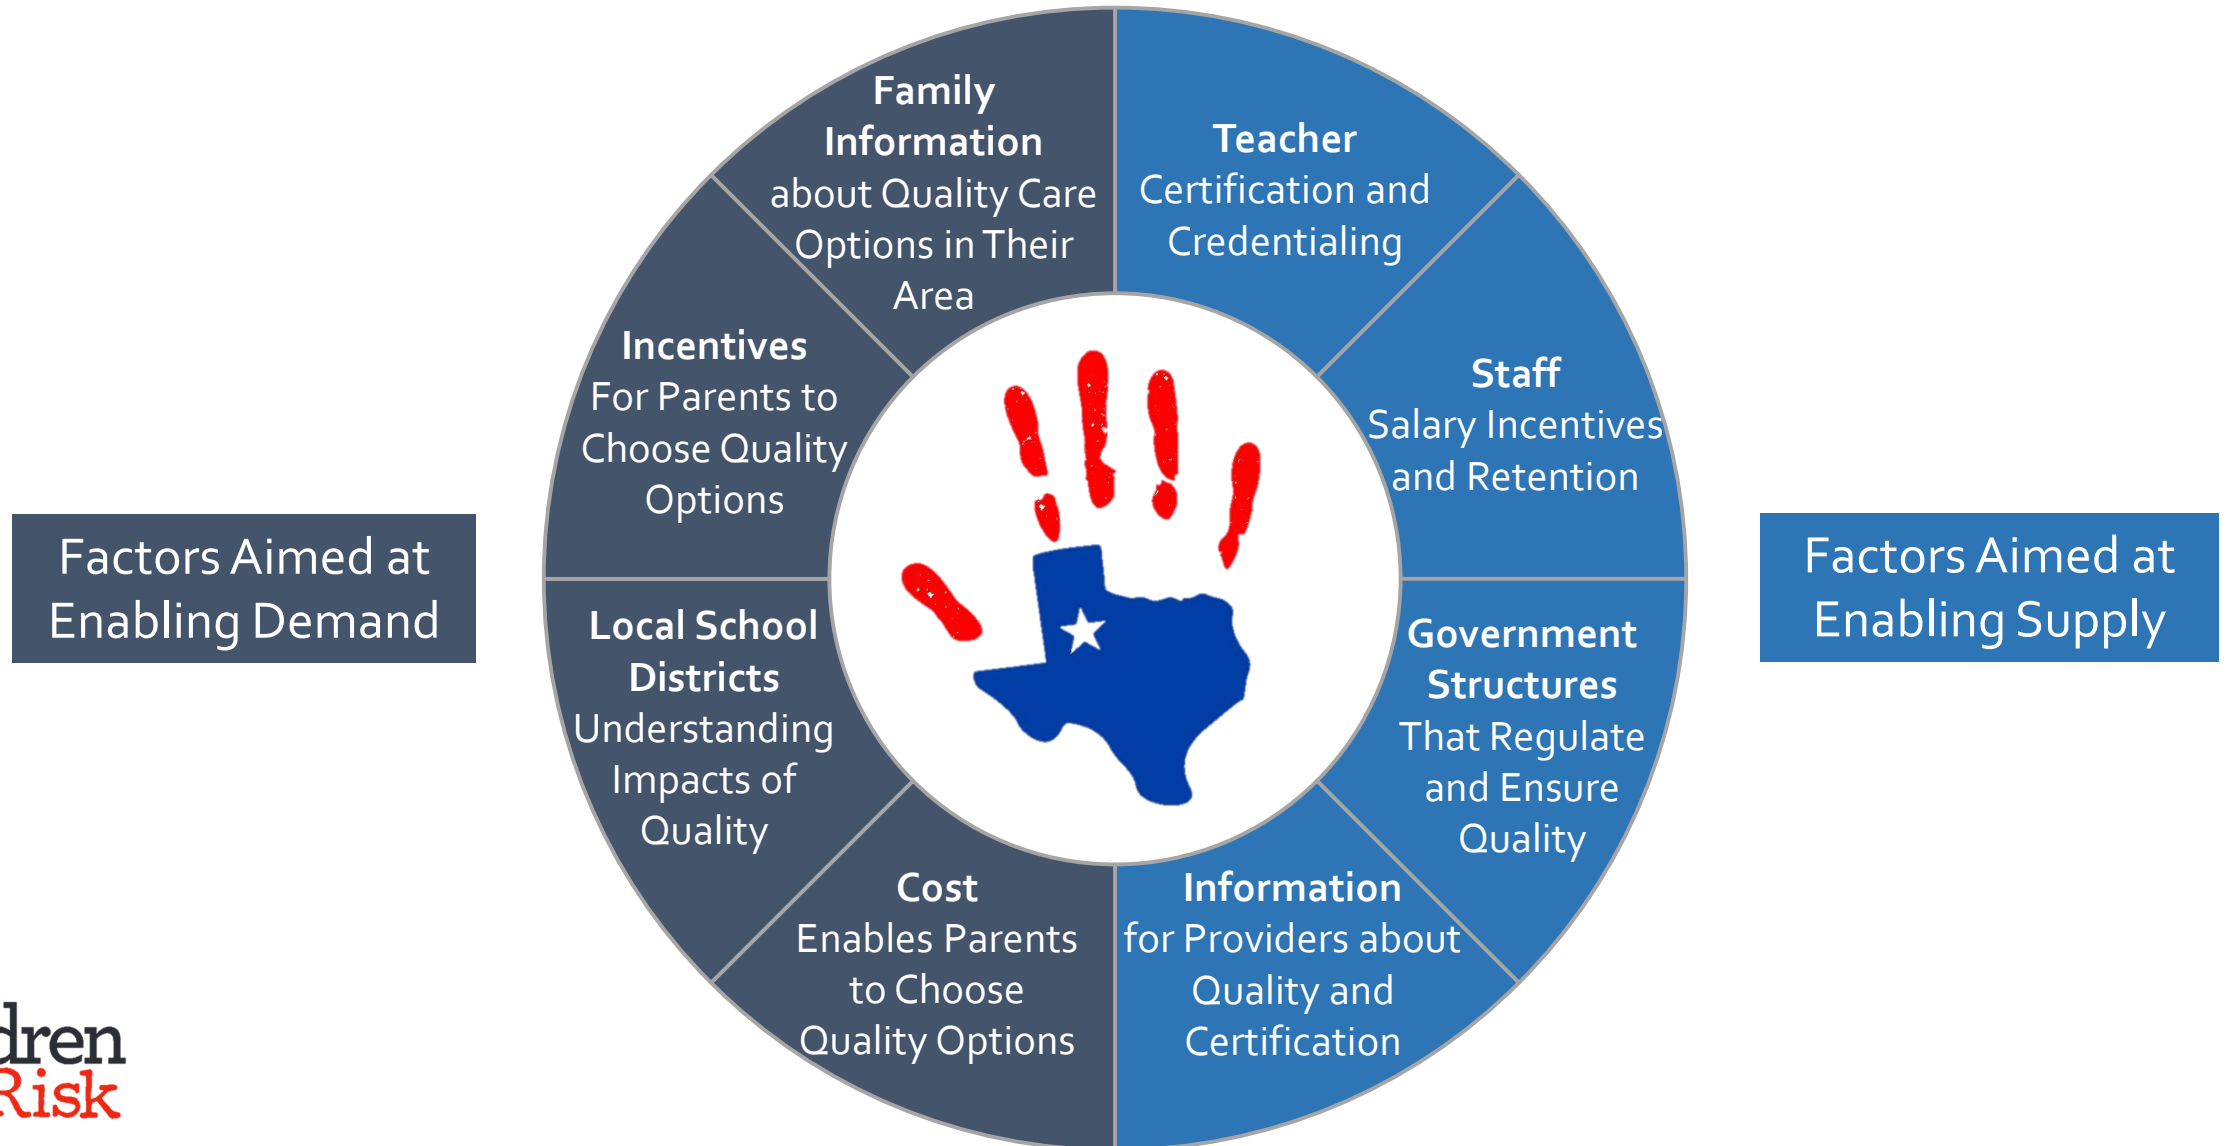 Family
Information
about Quality Care
Options in Their
Area
Teacher
Certification and
Credentialing
Incentives
For Parents to
Choose Quality
Options
Staff
Salary Incentives
and Retention
Factors Aimed at
Enabling Demand
Factors Aimed at
Enabling Supply
Local School
Districts
Understanding
Impacts of
Quality
Government
Structures
That Regulate
and Ensure
Quality
Cost
Enables Parents
to Choose
Quality Options
Information
for Providers about
Quality and
Certification
dren
Risk